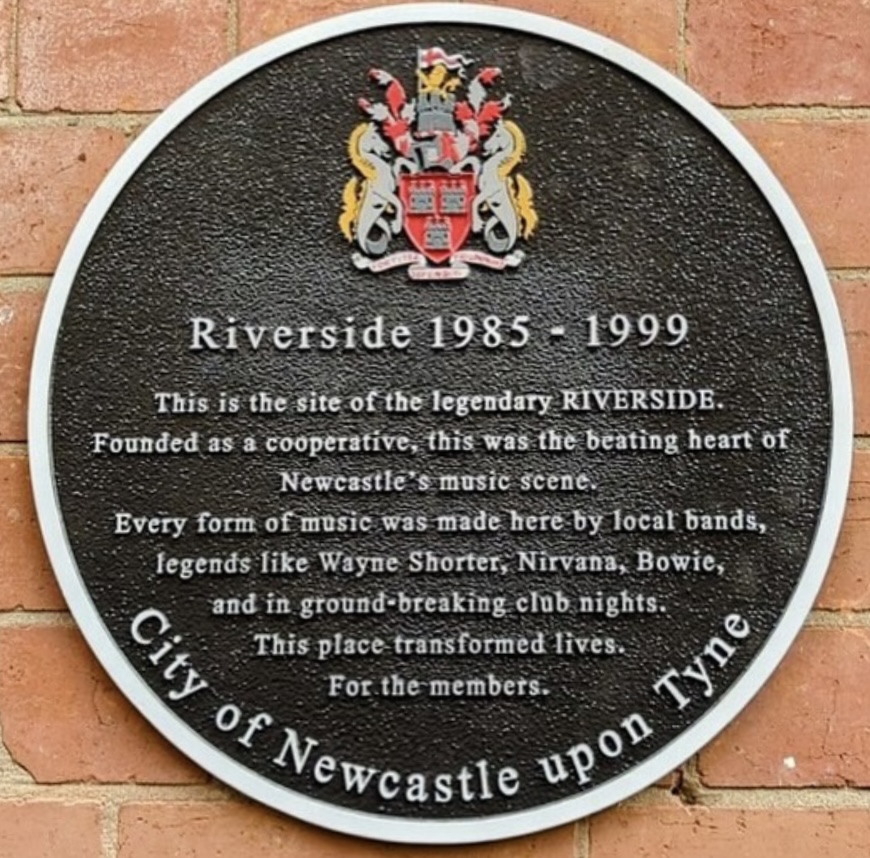 Riverside 1985 - 1999
This is the site of the legendary RIVERSIDE.
Founded as a cooperative, this was the beating heart of
Newcastle's music scene.
Every form of music was made here by local bands,
legends like Wayne Shorter, Nirvana, Bowie,
and in ground-breaking club nights.
This place transformed lives.
For the members.
City of Newcastle upon Tyne